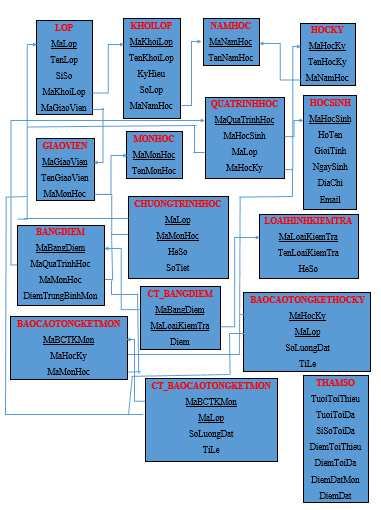 LOP
MaLop
TenLop
SiSo
MaKhoiLop
MaGiaoVien
KHOILOP
MaKhoiLop
TenKhoiLop
KyHieu
SoLop
MaNamHoc
NAMHOC
MaNamHoc
TenNamHoc
HOCKY
MaHocKy
TenHocKy
MaNamHoc
QUATRINHHOC
MaQuaTrinhHoc
MaHocSinh
MaLop
MaHocKy
HOCSINH
MaHocSinh
HoTen
GioiTinh
NgaySinh
DiaChi
Email
GIAOVIEN
MaGiaoVien
TenGiaoVien
MaMonHoc
MONHOC
MaMonHoc
TenMonHoc
CHUONGTRINHHOC
MaLop
MaMonHoc
HeSo
SoTiet
LOAIHINHKIEMTRA
MaLoaiKiemTra
TenLoaiKiemTra
HeSo
BANGDIEM
MaBangDiem
MaQuaTrinhHoc
MaMonHoc
DiemTrungBinhMon
CT_BANGDIEM
MaBangDiem
MaLoaiKiemTra
Diem
BAOCAOTONGKETHOCKY
MaHocKy
MaLop
SoLuongDat
TiLe
BAOCAOTONGKETMON
MaBCTKMon
MaHocKy
MaMonHoc
CT_BAOCAOTONGKETMON
MaBCTKMon
MaLop
SoLuongDat
TiLe
THAMSO
TuoiToiThieu
TuoiToiDa
SiSoToiDa
DiemToiThieu
DiemToiDa
DiemDatMon
DiemDat